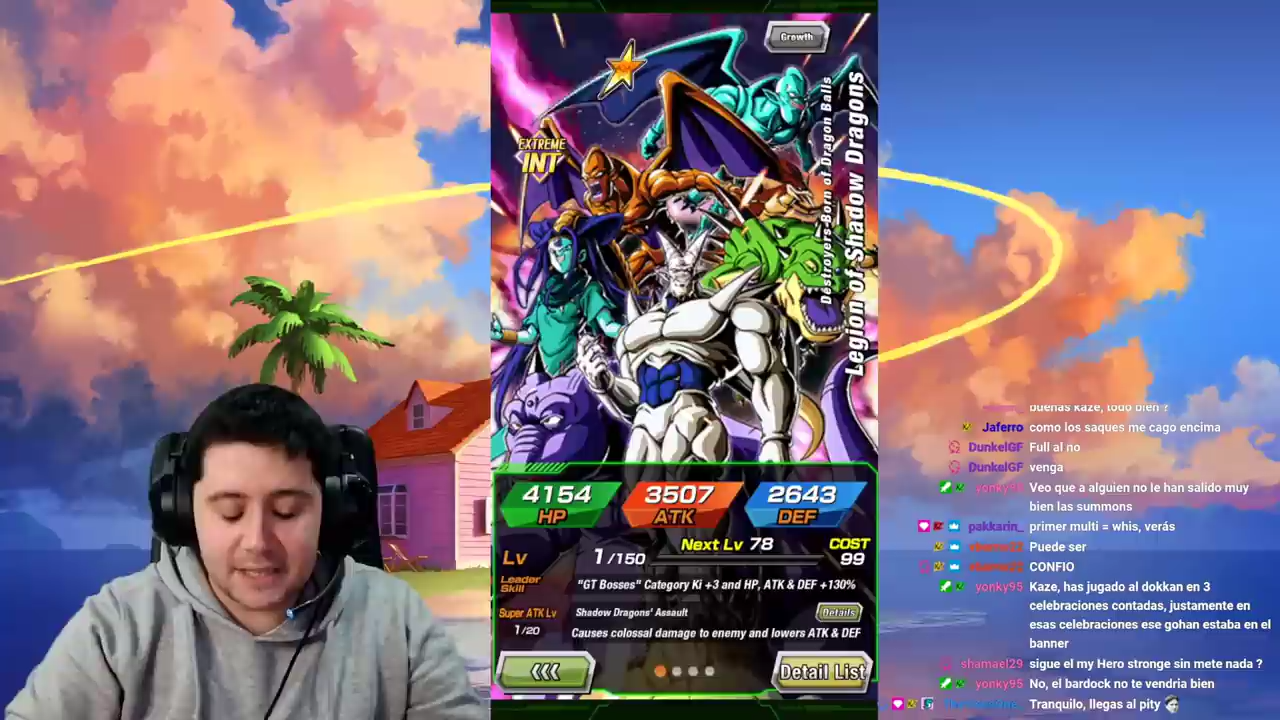 Growth
EXTREME
INT
Destroyers Born of Dragon Balls
Legion of Shadow Dragons
4154
HP
3507
ATK
2643
DEF
Lv
1/150
Next Lv 78
COST
99
Leader
Skill
"GT Bosses" Category Ki +3 and HP, ATK & DEF +130%
Super ATK Lv
1/20
Shadow Dragons' Assault
Details
Causes colossal damage to enemy and lowers ATK & DEF
Detail List
buenas kaze, todo bien ?
Jaferro como los saques me cago encima
DunkelGF Full al no
DunkelGF venga
yonky95 Veo que a alguien no le han salido muy
bien las summons
pakkarin_ primer multi = whis, verás
Puede ser
CONFIO
yonky95 Kaze, has jugado al dokkan en 3
celebraciones contadas, justamente en
esas celebraciones ese gohan estaba en el
banner
shamael29 sigue el my Hero stronge sin mete nada ?
yonky95 No, el bardock no te vendria bien
Tranquilo, llegas al pity